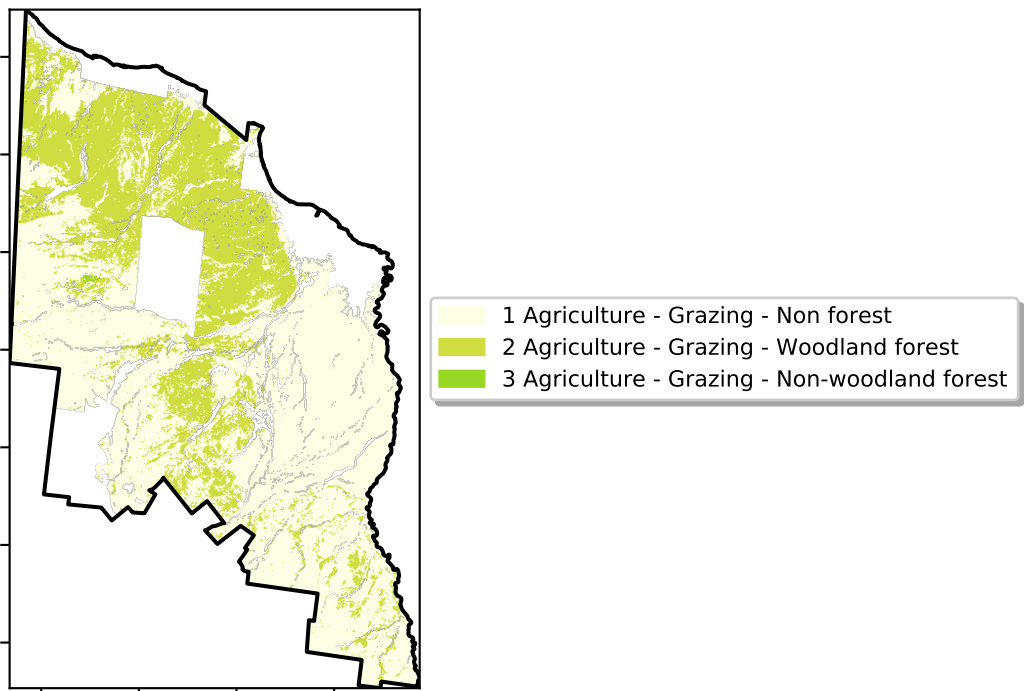 1 Agriculture - Grazing - Non forest
2 Agriculture - Grazing - Woodland forest
3 Agriculture - Grazing - Non-woodland forest